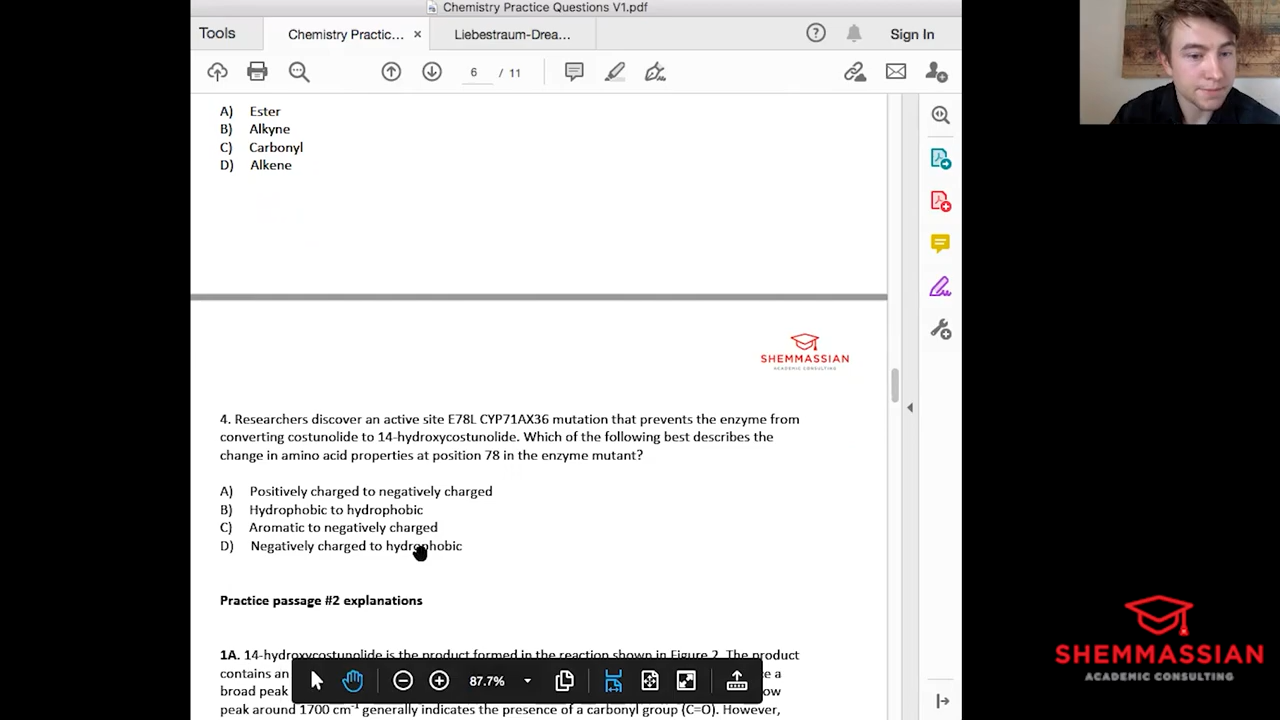 Chemistry Practice Questions V1.pdf
Tools
Chemistry Practic... ×
Liebestraum-Drea...
Sign In
6 / 11
A) Ester
B) Alkyne
C) Carbonyl
D) Alkene
SHEMMASSIAN
ACADEMIC CONSULTING
4. Researchers discover an active site E78L CYP71AX36 mutation that prevents the enzyme from
converting costunolide to 14-hydroxycostunolide. Which of the following best describes the
change in amino acid properties at position 78 in the enzyme mutant?
A) Positively charged to negatively charged
B) Hydrophobic to hydrophobic
C) Aromatic to negatively charged
D) Negatively charged to hydrophobic
Practice passage #2 explanations
1A. 14-hydroxycostunolide is the product formed in the reaction shown in Figure 2. The product
contains an
broad peak
peak around 1700 cm⁻¹ generally indicates the presence of a carbonyl group (C=O). However,
87.7%
SHEMMASSIAN
ACADEMIC CONSULTING